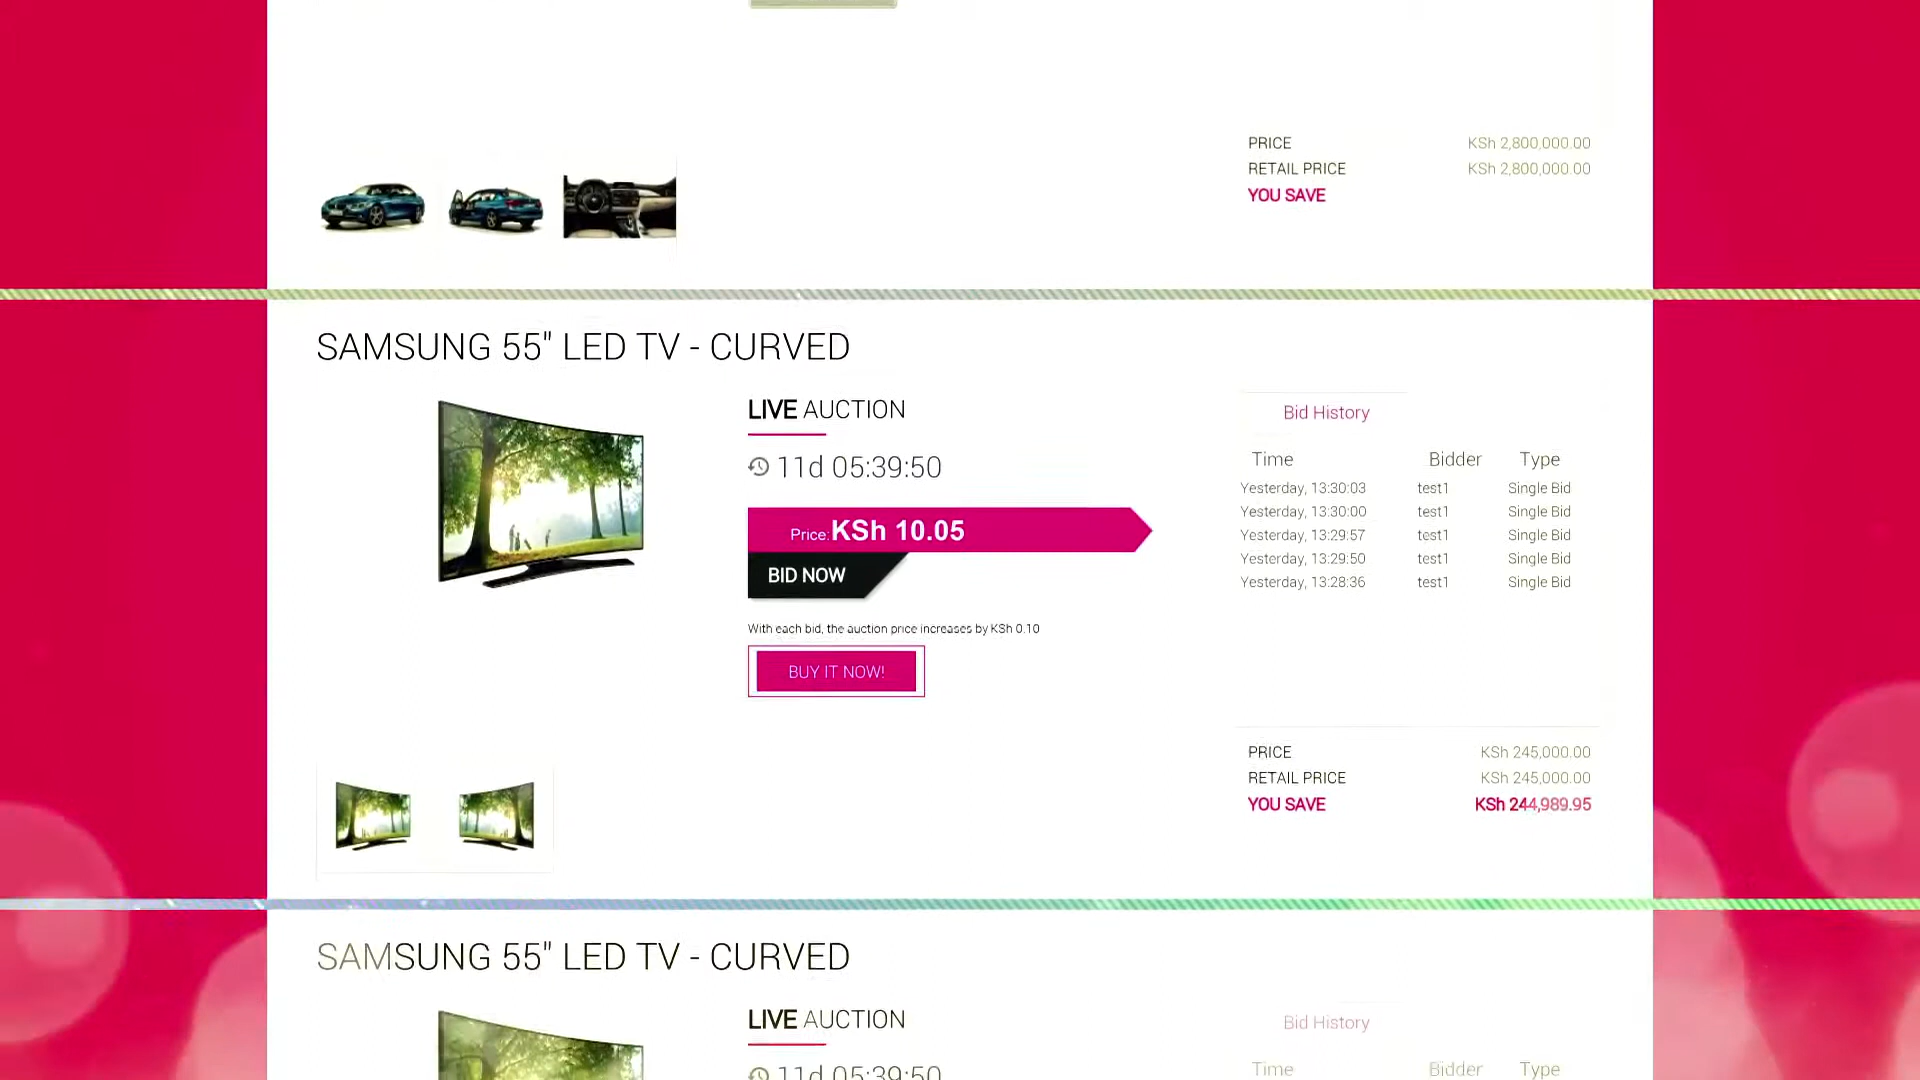 PRICE KSh 2,800,000.00
RETAIL PRICE KSh 2,800,000.00
YOU SAVE
SAMSUNG 55" LED TV - CURVED
LIVE AUCTION
11d 05:39:50
Price:KSh 10.05
BID NOW
With each bid, the auction price increases by KSh 0.10
BUY IT NOW!
Bid History
Time Bidder Type
Yesterday, 13:30:03 test1 Single Bid
Yesterday, 13:30:00 test1 Single Bid
Yesterday, 13:29:57 test1 Single Bid
Yesterday, 13:29:50 test1 Single Bid
Yesterday, 13:28:36 test1 Single Bid
PRICE KSh 245,000.00
RETAIL PRICE KSh 245,000.00
YOU SAVE KSh 244,989.95
SAMSUNG 55" LED TV - CURVED
LIVE AUCTION
11d 05:39:50
Bid History
Time Bidder Type